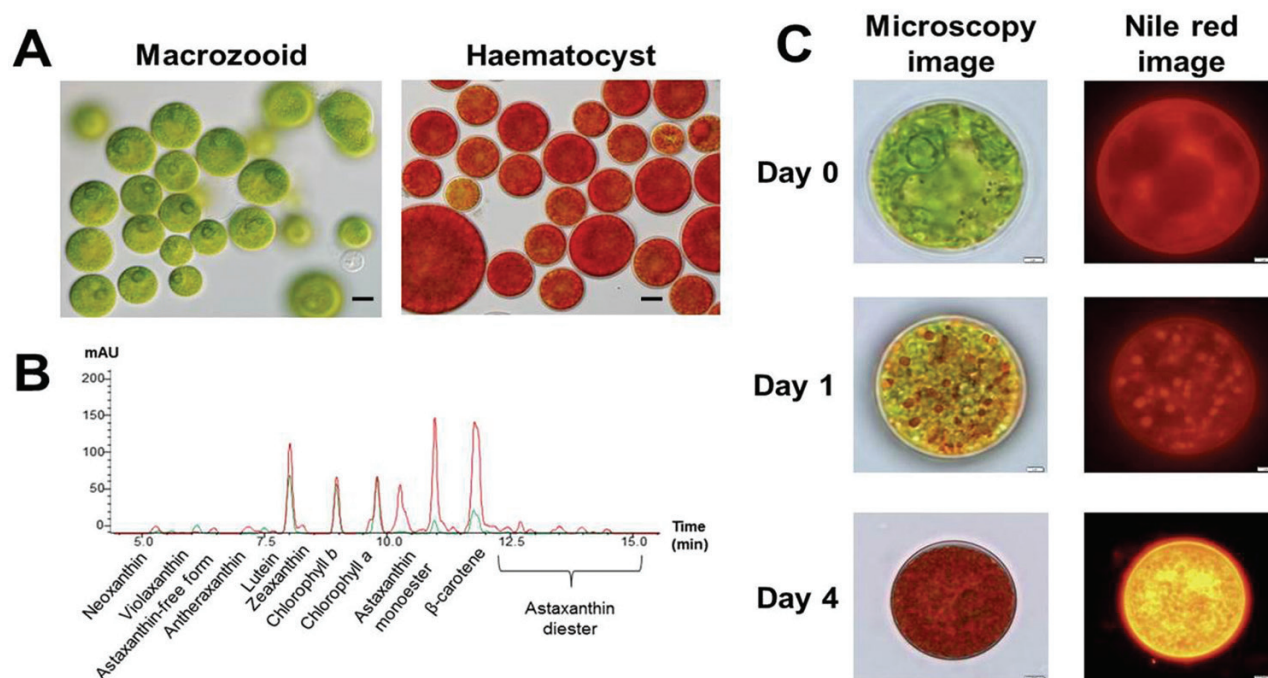 A
Macrozooid
Haematocyst
B
mAU
200
150
100
50
0
5.0
7.5
10.0
12.5
15.0
Time
(min)
Neoxanthin
Violaxanthin
Astaxanthin-free form
Antheraxanthin
Lutein
Zeaxanthin
Chlorophyll b
Chlorophyll a
Astaxanthin
monoester
β-carotene
Astaxanthin
diester
C
Microscopy
image
Nile red
image
Day 0
Day 1
Day 4